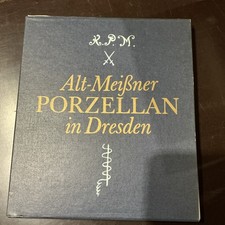 K.P.M.
Alt-Meißner
PORZELLAN
in Dresden